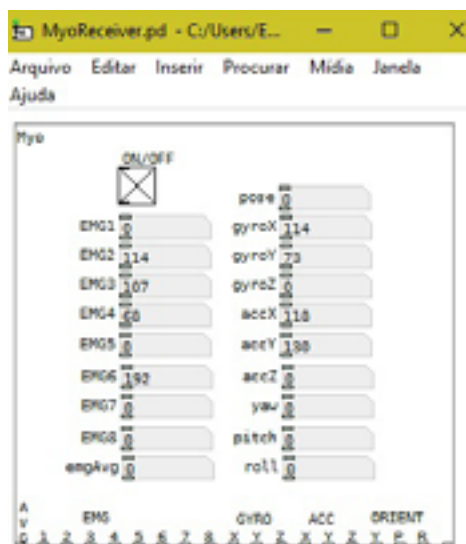 MyoReceiver.pd - C:/Users/E...
Arquivo Editar Inserir Procurar Mídia Janela
Ajuda
Myo
ON/OFF
pose 0
EMG1 0 gyroX 114
EMG2 114 gyroY 73
EMG3 107 gyroZ 0
EMG4 68 accX 118
EMG5 0 accY 138
EMG6 192 accZ 0
EMG7 0 yaw 0
EMG8 0 pitch 0
emgAvg 0 roll 0
A EMG GYRO ACC ORIENT
V
G 1 2 3 4 5 6 7 8 X Y Z X Y Z Y P R